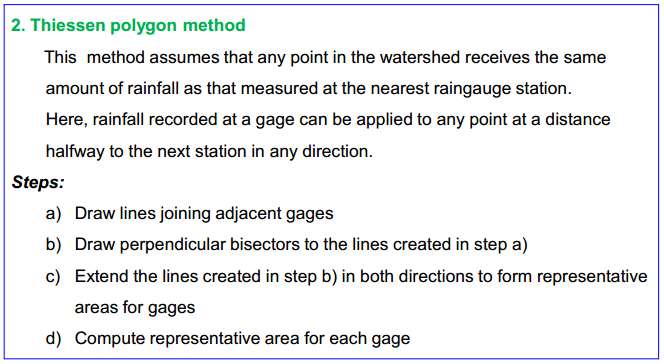 2. Thiessen polygon method
This method assumes that any point in the watershed receives the same
amount of rainfall as that measured at the nearest raingauge station.
Here, rainfall recorded at a gage can be applied to any point at a distance
halfway to the next station in any direction.
Steps:
a) Draw lines joining adjacent gages
b) Draw perpendicular bisectors to the lines created in step a)
c) Extend the lines created in step b) in both directions to form representative
areas for gages
d) Compute representative area for each gage